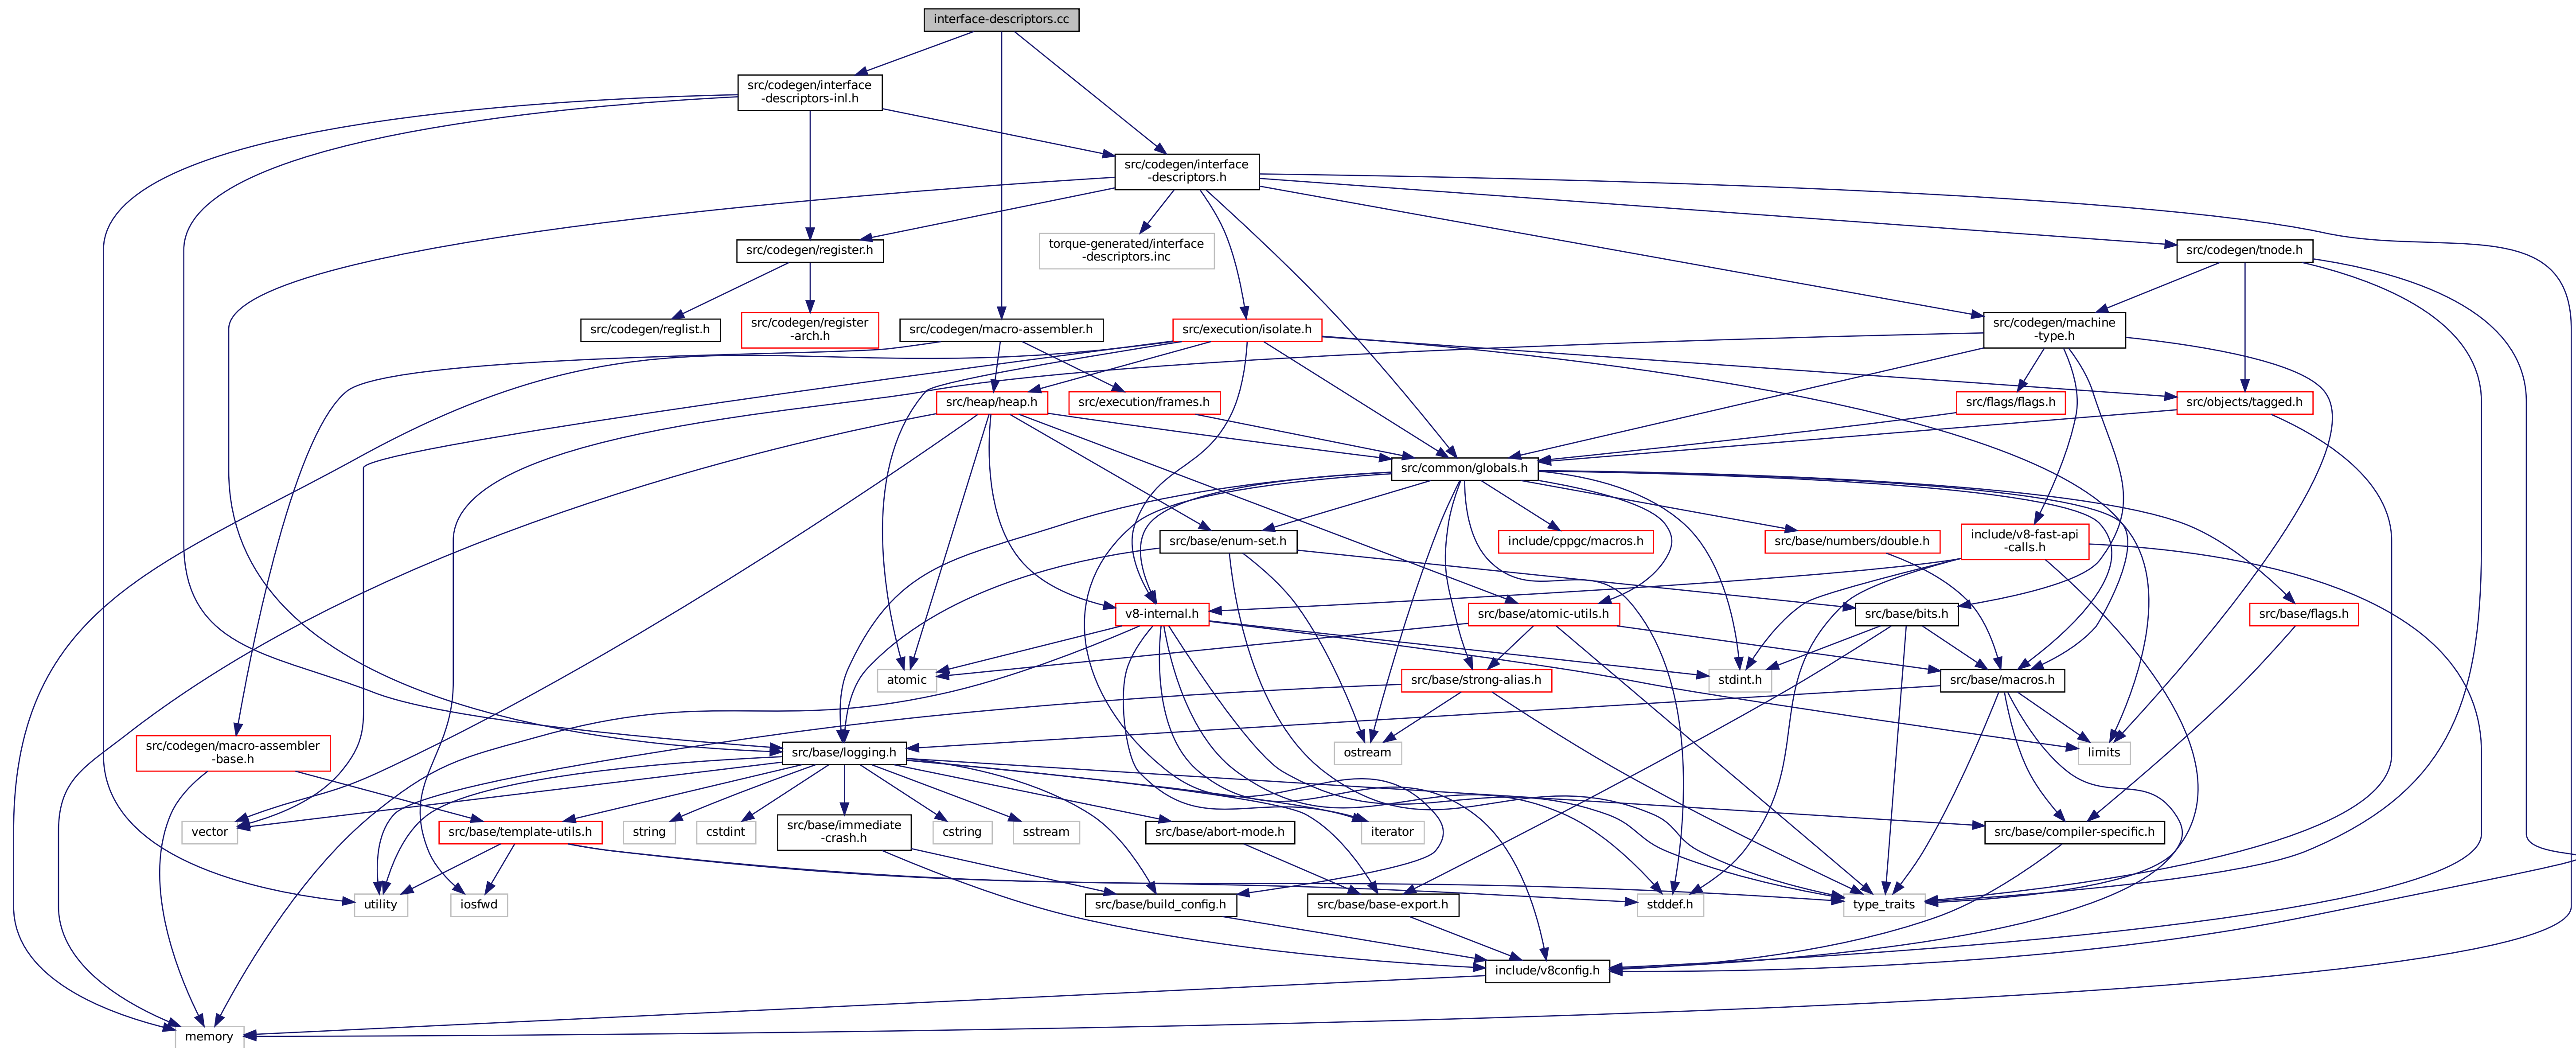 interface-descriptors.cc
src/codegen/interface
-descriptors-inl.h
src/codegen/interface
-descriptors.h
src/codegen/register.h
torque-generated/interface
-descriptors.inc
src/codegen/tnode.h
src/codegen/reglist.h
src/codegen/register
-arch.h
src/codegen/macro-assembler.h
src/execution/isolate.h
src/codegen/machine
-type.h
src/heap/heap.h
src/execution/frames.h
src/flags/flags.h
src/objects/tagged.h
src/common/globals.h
src/base/enum-set.h
include/cppgc/macros.h
src/base/numbers/double.h
include/v8-fast-api
-calls.h
v8-internal.h
src/base/atomic-utils.h
src/base/bits.h
src/base/flags.h
atomic
src/base/strong-alias.h
stdint.h
src/base/macros.h
src/codegen/macro-assembler
-base.h
src/base/logging.h
ostream
limits
vector
src/base/template-utils.h
string
cstdint
src/base/immediate
-crash.h
cstring
sstream
src/base/abort-mode.h
iterator
src/base/compiler-specific.h
utility
iosfwd
src/base/build_config.h
src/base/base-export.h
stddef.h
type_traits
include/v8config.h
memory